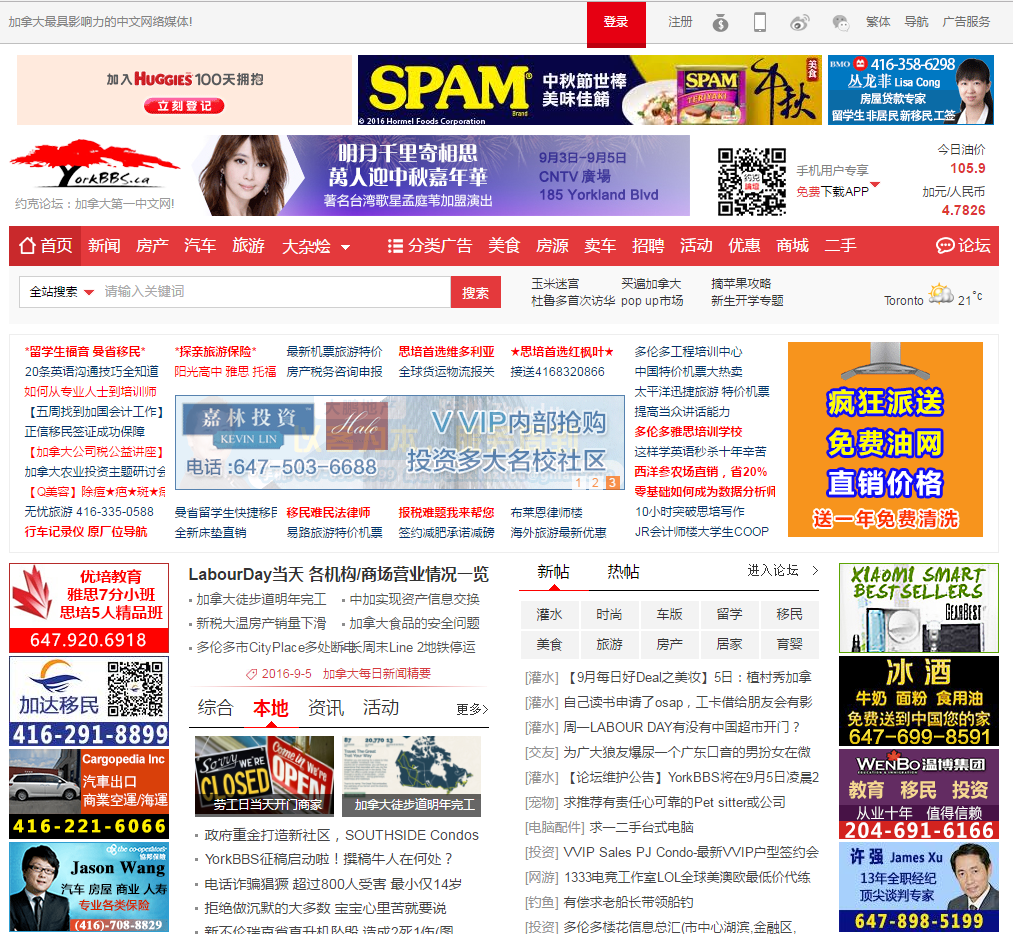 加拿大最具影响力的中文网络媒体!
登录
注册
繁体
导航
广告服务
加入HUGGIES 100天拥抱
立刻登记
SPAM
Brand
中秋節世棒
美味佳餚
SPAM
TERIYAKI
中秋
美食
© 2016 Hormel Foods Corporation
BMO 416-358-6298
丛龙菲 Lisa Cong
房屋贷款专家
留学生非居民新移民工签
YorkBBS.ca
约克论坛：加拿大第一中文网!
明月千里寄相思
萬人迎中秋嘉年華
著名台湾歌星孟庭苇加盟演出
9月3日-9月5日
CNTV 廣場
185 Yorkland Blvd
约克
論壇
手机用户专享
免费下载APP
今日油价
105.9
加元/人民币
4.7826
首页 新闻 房产 汽车 旅游 大杂烩 分类广告 美食 房源 卖车 招聘 活动 优惠 商城 二手 论坛
全站搜索 请输入关键词 搜索
玉米迷宫 买遍加拿大 摘苹果攻略
杜鲁多首次访华 pop up市场 新生开学专题
Toronto 21°c
*留学生福音 曼省移民* *探亲旅游保险* 最新机票旅游特价 思培首选维多利亚 ★思培首选红枫叶★ 多伦多工程培训中心
20条英语沟通技巧全知道 阳光高中 雅思 托福 房产税务咨询申报 全球货运物流报关 接送4168320866 中国特价机票大热卖
如何从专业人士到培训师
太平洋迅捷旅游 特价机票
【五周找到加国会计工作】
提高当众讲话能力
正信移民签证成功保障
多伦多雅思培训学校
【加拿大公司税公益讲座】
这样学英语秒杀十年辛苦
加拿大农业投资主题研讨会
西洋参农场直销，省20%
【Q美容】除痘★疤★斑★
零基础如何成为数据分析师
嘉林投資
KEVIN LIN
Halo
电话:647-503-6688
VVIP内部抢购
投资多大名校社区
1 2 3
无忧旅游 416-335-0588 曼省留学生快捷移民 移民难民法律师 报税难题我来帮您 布莱恩律师楼 10小时突破思培写作
行车记录仪 原厂位导航 全新床垫直销 易路旅游特价机票 签约减肥承诺减磅 海外旅游最新优惠 JR会计师楼大学生COOP
疯狂派送
免费油网
直销价格
送一年免费清洗
优培教育
雅思7分小班
思培5人精品班
647.920.6918
加达移民
416-291-8899
Cargopedia Inc
汽車出口
商業空運/海運
416-221-6066
the co-operators
Jason Wang
汽车 房屋 商业 人寿
专业各类保险
(416)-708-8829
LabourDay当天 各机构/商场营业情况一览
加拿大徒步道明年完工
中加实现资产信息交换
新税大温房产销量下滑
加拿大食品的安全问题
多伦多市CityPlace多处断电
长周末Line 2地铁停运
2016-9-5 加拿大每日新闻精要
综合 本地 资讯 活动 更多>
Sorry WE'RE CLOSED
Come in WE'RE OPEN
劳工日当天开门商家
加拿大徒步道明年完工
政府重金打造新社区，SOUTHSIDE Condos
YorkBBS征稿启动啦！撰稿牛人在何处？
电话诈骗猖獗 超过800人受害 最小仅14岁
拒绝做沉默的大多数 宝宝心里苦就要说
新不伦瑞克省直升机坠毁 造成2死1伤(图
新帖 热帖 进入论坛 >
灌水 时尚 车版 留学 移民
美食 旅游 房产 居家 育婴
[灌水] 【9月每日好Deal之美妆】5日：植村秀加拿
[灌水] 自己读书申请了osap，工卡借给朋友会有影
[灌水] 周一LABOUR DAY有没有中国超市开门？
[交友] 为广大狼友爆尿一个广东口音的男扮女在微
[灌水] 【论坛维护公告】YorkBBS将在9月5日凌晨2
[宠物] 求推荐有责任心可靠的Pet sitter或公司
[电脑配件] 求一二手台式电脑
[投资] VVIP Sales PJ Condo-最新VVIP户型签约会
[网游] 1333电竞工作室LOL全球美澳欧最低价代练
[钓鱼] 有偿求老船长带领船钓
[投资] 多伦多楼花信息总汇(市中心湖滨,金融区,
XIAOMI SMART
BESTSELLERS
GEARBEST
冰酒
牛奶 面粉 食用油
免费送到中国您的家
647-699-8591
WENBO温博集团
EDUCATION & IMMIGRATION
教育 移民 投资
从业十年 值得信赖
204-691-6166
许强 James Xu
13年全职经纪
顶尖谈判专家
647-898-5199